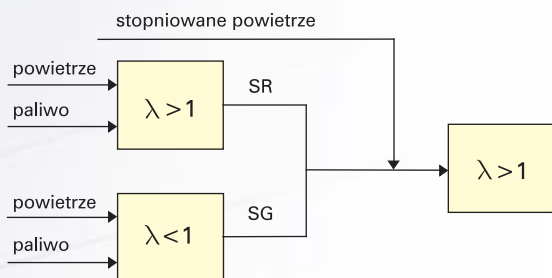 stopniowane powietrze
powietrze
paliwo
λ >1
SR
λ >1
powietrze
paliwo
λ <1
SG